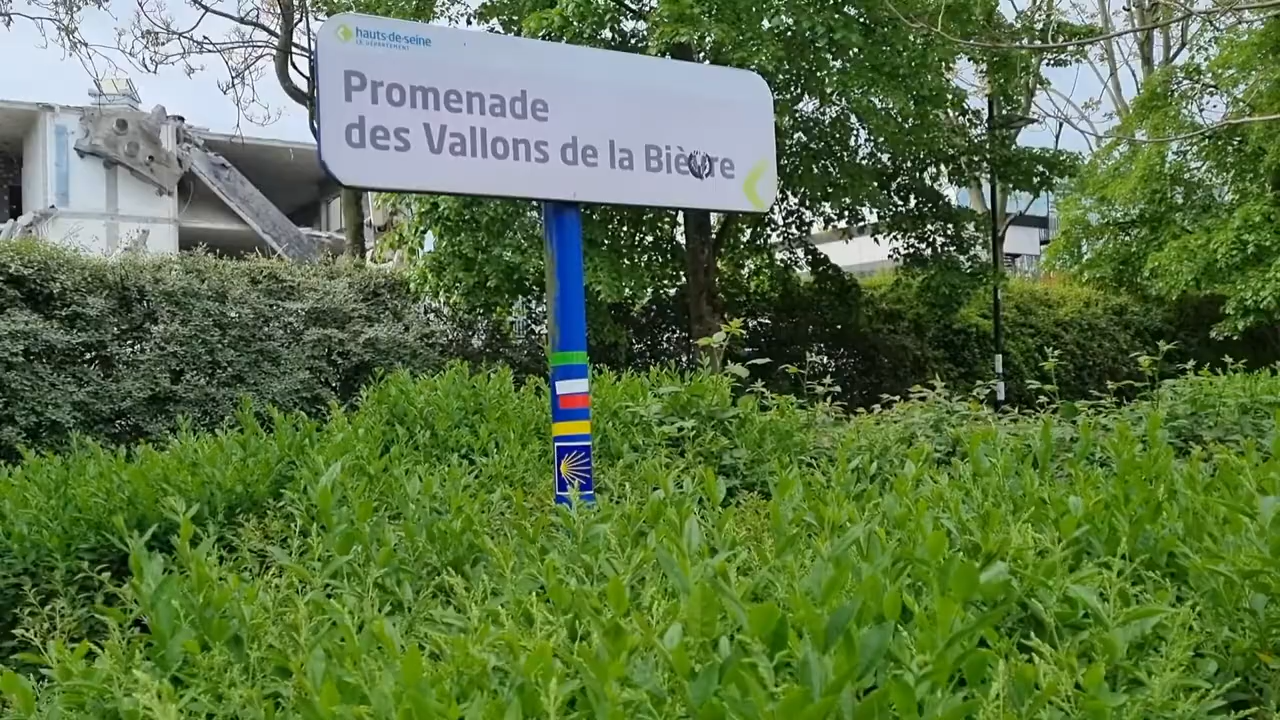 hauts-de-seine
LE DÉPARTEMENT
Promenade
des Vallons de la Bièvre